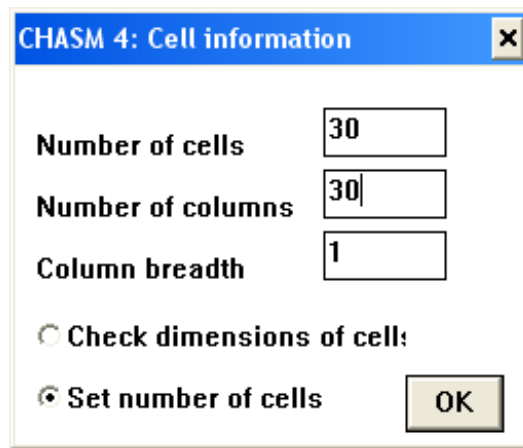 CHASM 4: Cell information
Number of cells 30
Number of columns 30
Column breadth 1
Check dimensions of cells
Set number of cells OK